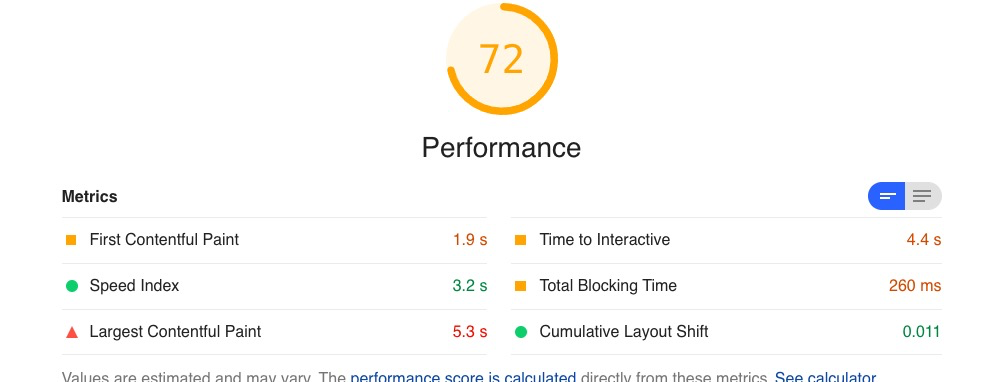 72
Performance
Metrics
First Contentful Paint 1.9 s
Time to Interactive 4.4 s
Speed Index 3.2 s
Total Blocking Time 260 ms
Largest Contentful Paint 5.3 s
Cumulative Layout Shift 0.011
Values are estimated and may vary. The performance score is calculated directly from these metrics. See calculator.